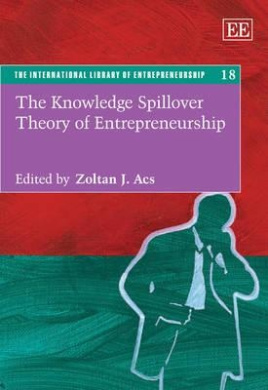 EE
THE INTERNATIONAL LIBRARY OF ENTREPRENEURSHIP 18
The Knowledge Spillover
Theory of Entrepreneurship
Edited by Zoltan J. Acs